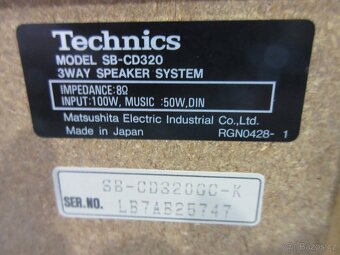 Technics
MODEL SB-CD320
3WAY SPEAKER SYSTEM
IMPEDANCE:8Ω
INPUT:100W, MUSIC :50W,DIN
Matsushita Electric Industrial Co.,Ltd.
Made in Japan RGN0428- 1
SB-CD320GC-K
SER.NO. LB7AB25747